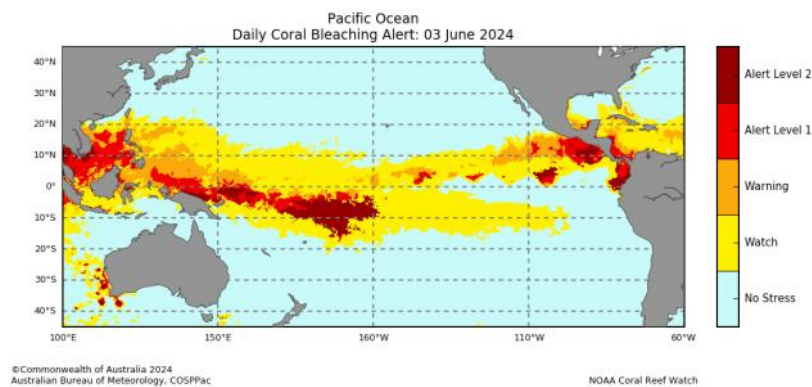 Pacific Ocean
Daily Coral Bleaching Alert: 03 June 2024
40°N
30°N
20°N
10°N
0°
10°S
20°S
30°S
40°S
100°E
150°E
160°W
110°W
60°W
Alert Level 2
Alert Level 1
Warning
Watch
No Stress
©Commonwealth of Australia 2024
Australian Bureau of Meteorology, COSPPac
NOAA Coral Reef Watch